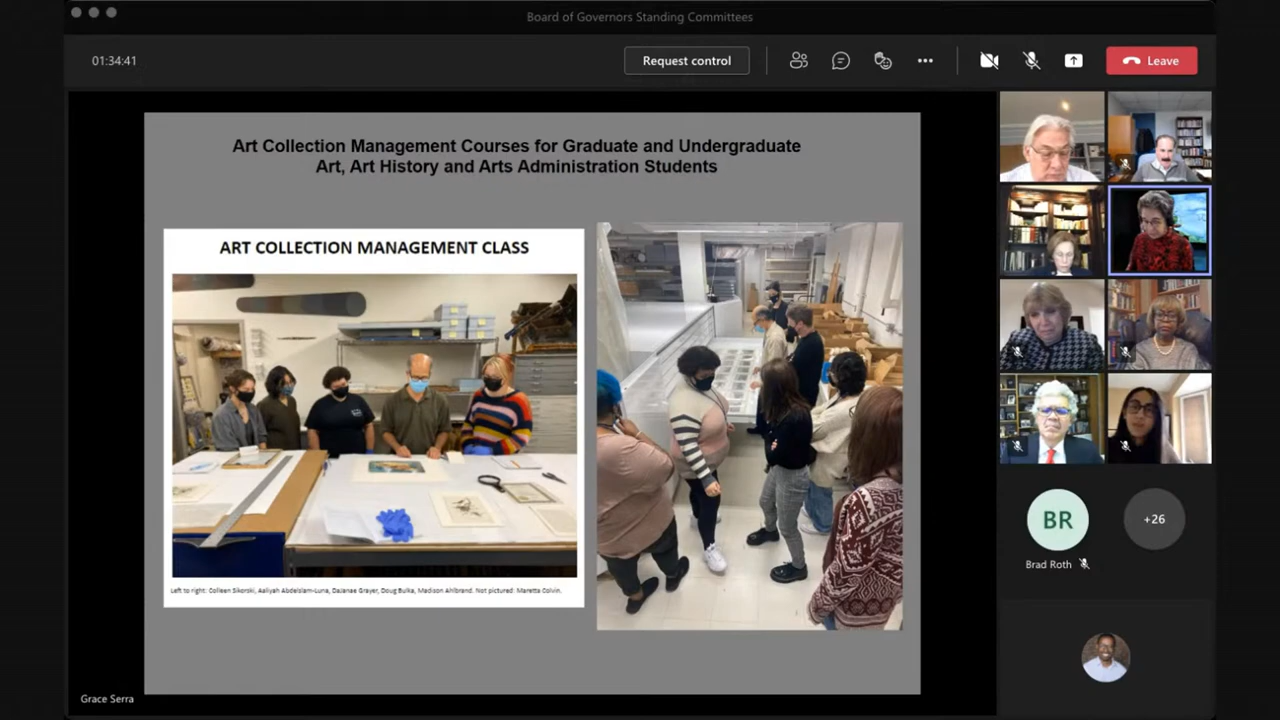 Board of Governors Standing Committees
01:34:41
Request control
Leave
Art Collection Management Courses for Graduate and Undergraduate
Art, Art History and Arts Administration Students
ART COLLECTION MANAGEMENT CLASS
Left to right: Colleen Sikorski, Aaliyah Abdelslam-Luna, DaJanae Grayer, Doug Bulka, Madison Ahlbrand. Not pictured: Maretta Colvin.
BR
+26
Brad Roth
Grace Serra